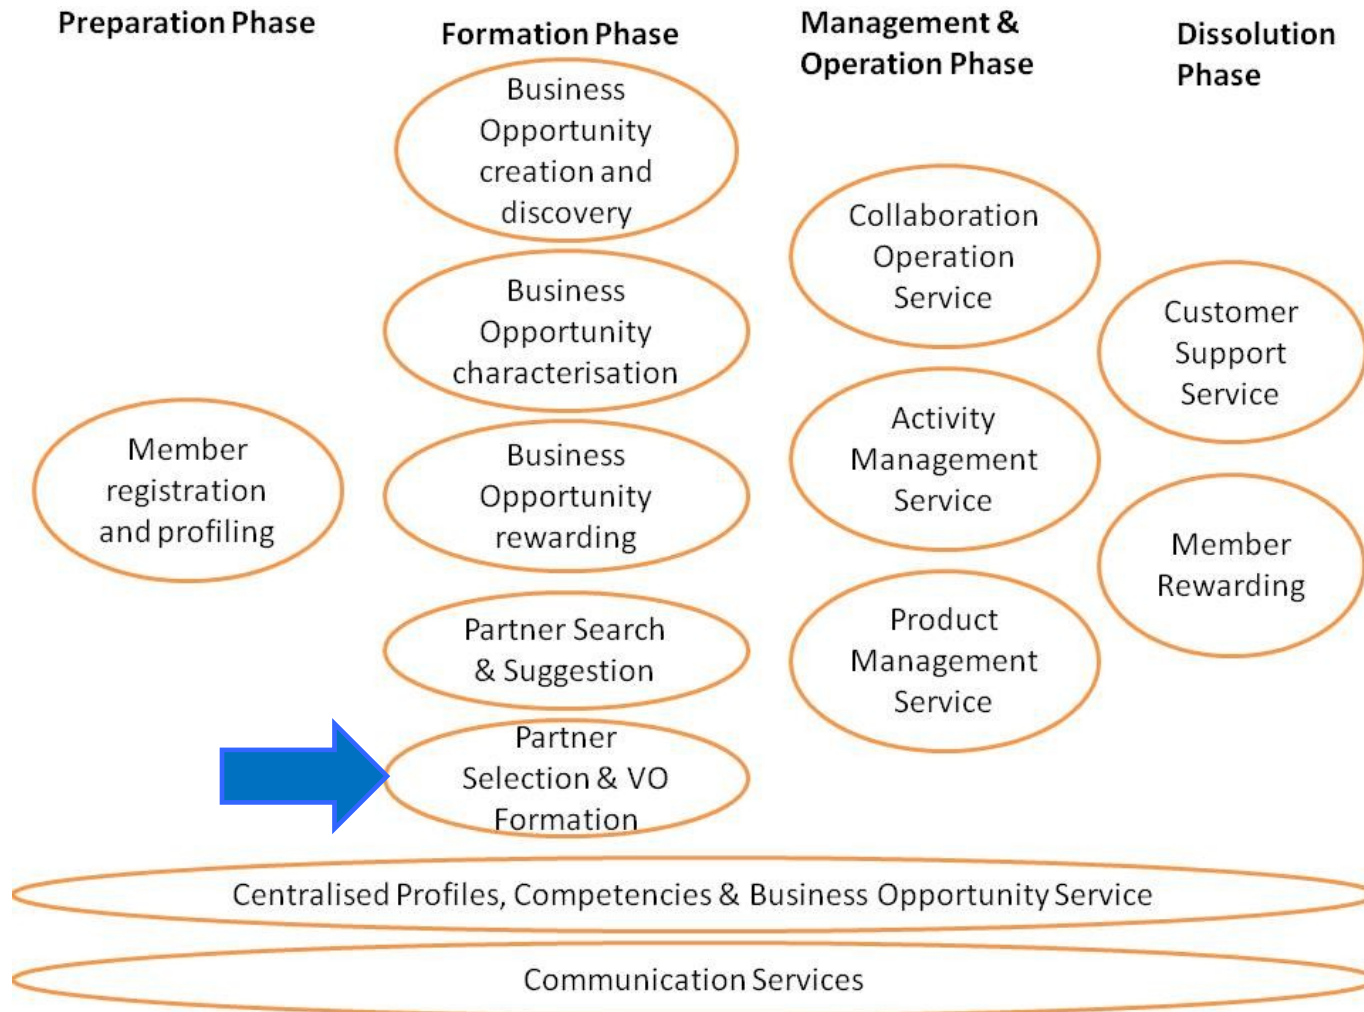 Preparation Phase
Formation Phase
Management &
Operation Phase
Dissolution
Phase
Member
registration
and profiling
Business
Opportunity
creation and
discovery
Business
Opportunity
characterisation
Business
Opportunity
rewarding
Partner Search
& Suggestion
Partner
Selection & VO
Formation
Collaboration
Operation
Service
Activity
Management
Service
Product
Management
Service
Customer
Support
Service
Member
Rewarding
Centralised Profiles, Competencies & Business Opportunity Service
Communication Services